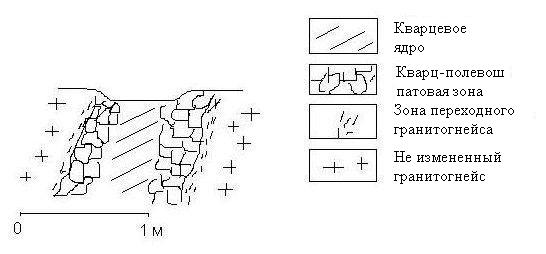 Кварцевое
ядро
Кварц-полевош
патовая зона
Зона переходного
гранитогнейса
Не измененный
гранитогнейс
0 1 м